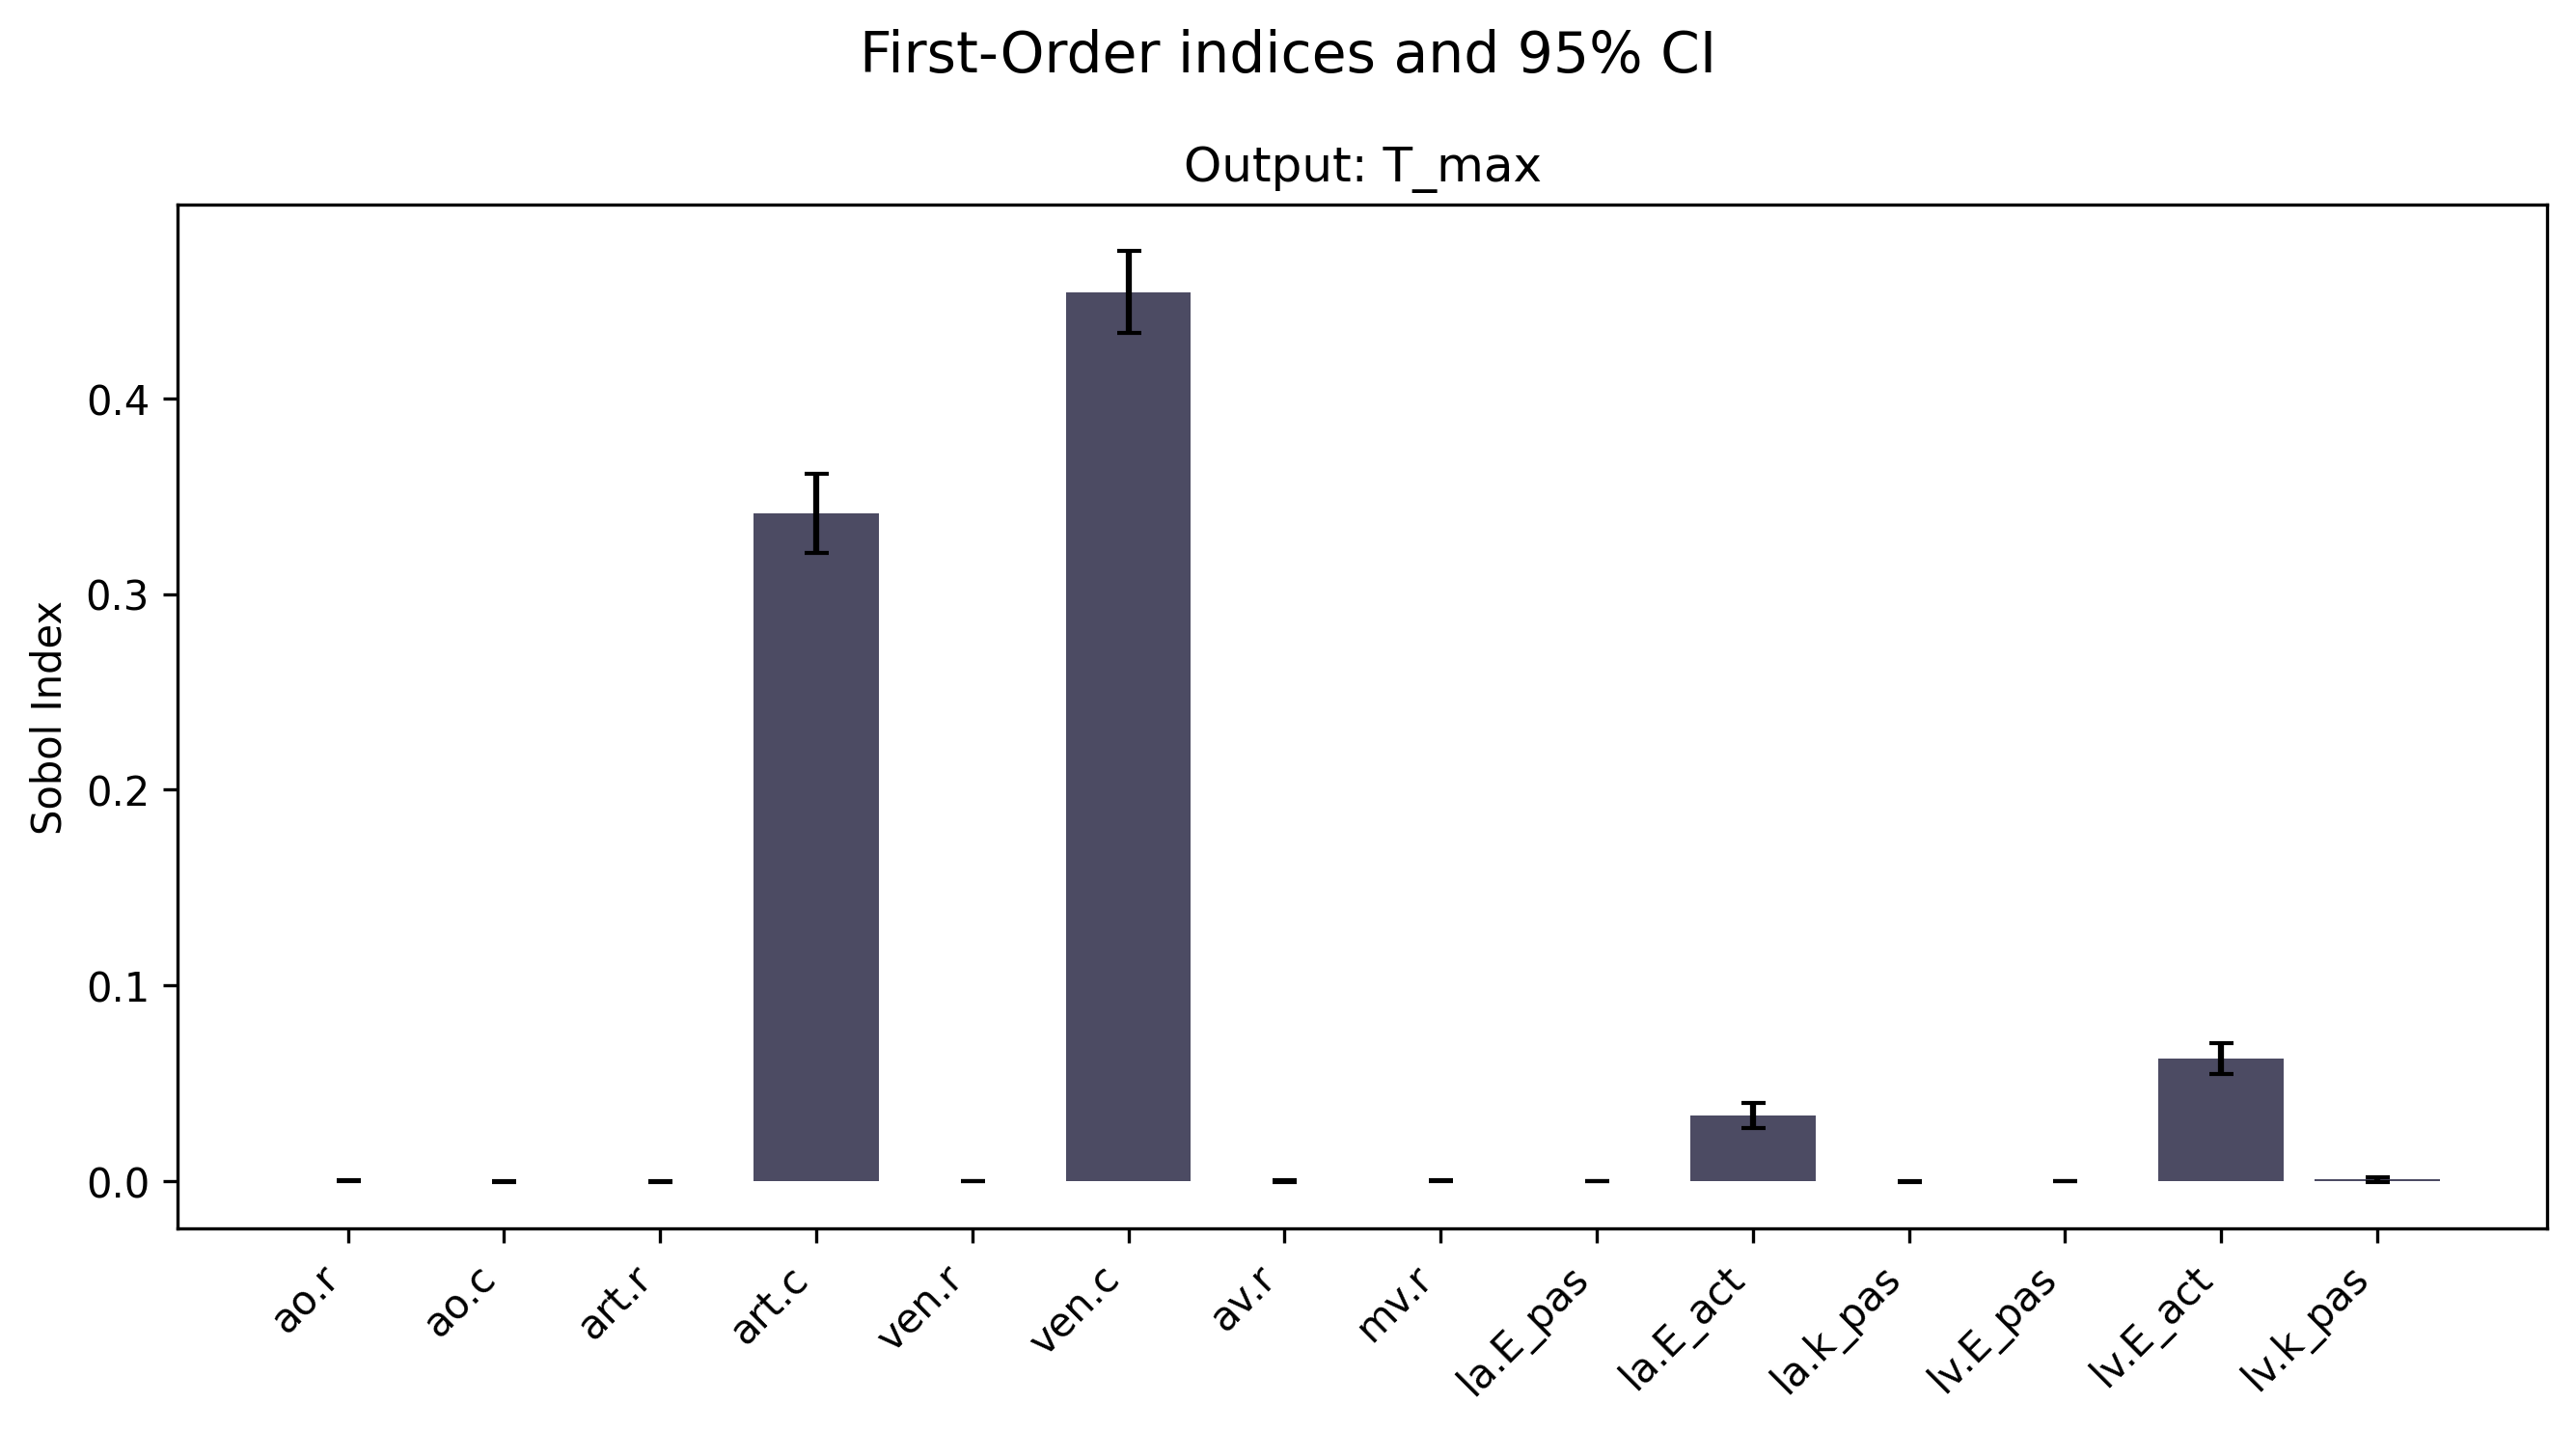 First-Order indices and 95% CI
Output: T_max
Sobol Index
0.4
0.3
0.2
0.1
0.0
ao.r
ao.c
art.r
art.c
ven.r
ven.c
av.r
mv.r
la.E_pas
la.E_act
la.k_pas
lv.E_pas
lv.E_act
lv.k_pas